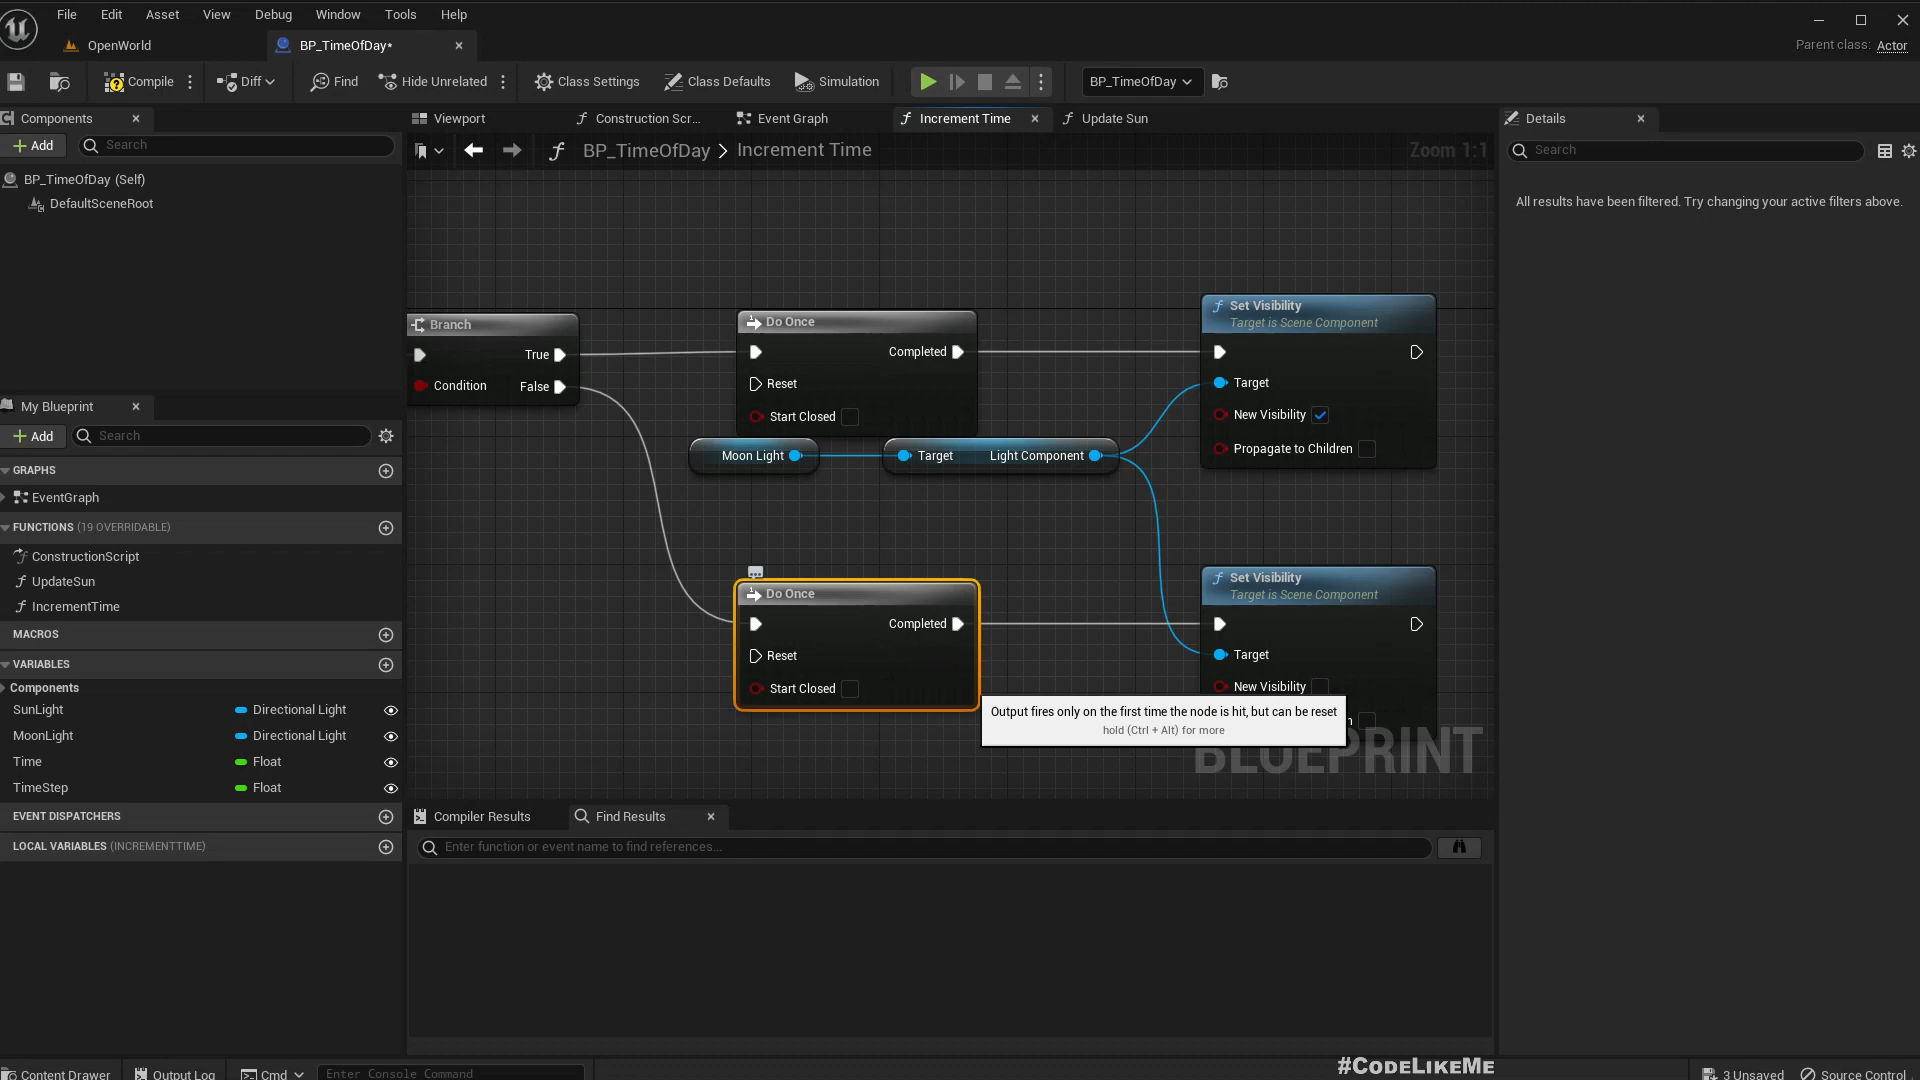 File Edit Asset View Debug Window Tools Help
OpenWorld
BP_TimeOfDay*
Parent class: Actor
Compile
Diff
Find
Hide Unrelated
Class Settings
Class Defaults
Simulation
BP_TimeOfDay
Components
Add
Search
BP_TimeOfDay (Self)
DefaultSceneRoot
My Blueprint
Add
Search
GRAPHS
EventGraph
FUNCTIONS (19 OVERRIDABLE)
ConstructionScript
UpdateSun
IncrementTime
MACROS
VARIABLES
Components
SunLight Directional Light
MoonLight Directional Light
Time Float
TimeStep Float
EVENT DISPATCHERS
LOCAL VARIABLES (INCREMENTTIME)
Viewport
Construction Scr...
Event Graph
Increment Time
Update Sun
BP_TimeOfDay > Increment Time
Zoom 1:1
Branch
True
Condition False
Do Once
Completed
Reset
Start Closed
Moon Light
Target Light Component
Set Visibility
Target is Scene Component
Target
New Visibility
Propagate to Children
Do Once
Completed
Reset
Start Closed
Set Visibility
Target is Scene Component
Target
New Visibility
Output fires only on the first time the node is hit, but can be reset
hold (Ctrl + Alt) for more
BLUEPRINT
Compiler Results
Find Results
Enter function or event name to find references...
Details
Search
All results have been filtered. Try changing your active filters above.
#CODELIKEME
Content Drawer
Output Log
Cmd
Enter Console Command
3 Unsaved
Source Control